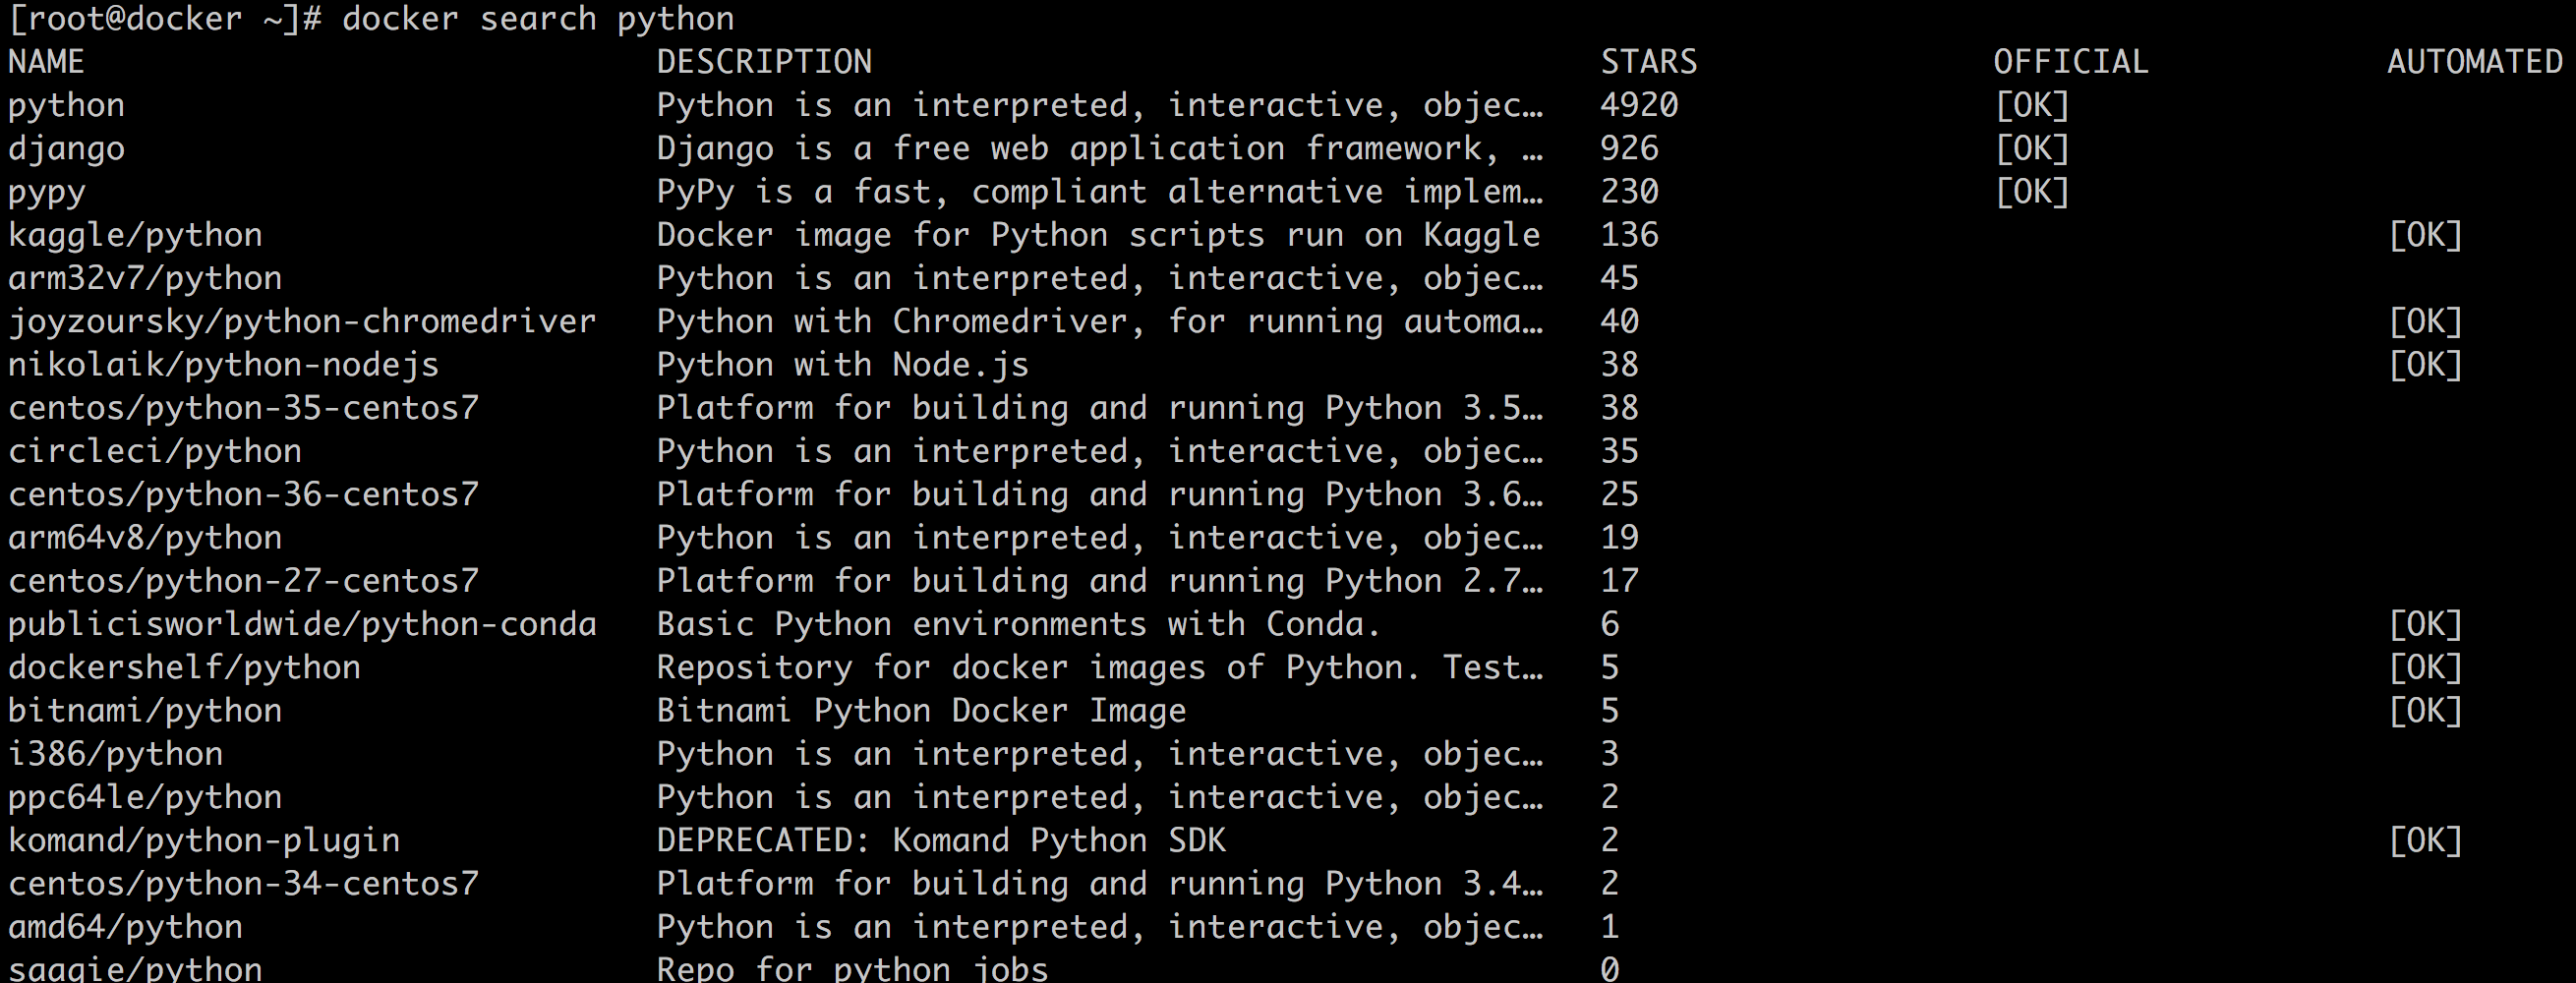 [root@docker ~]# docker search python
NAME DESCRIPTION STARS OFFICIAL AUTOMATED
python Python is an interpreted, interactive, objec… 4920 [OK]
django Django is a free web application framework, … 926 [OK]
pypy PyPy is a fast, compliant alternative implem… 230 [OK]
kaggle/python Docker image for Python scripts run on Kaggle 136 [OK]
arm32v7/python Python is an interpreted, interactive, objec… 45
joyzoursky/python-chromedriver Python with Chromedriver, for running automa… 40 [OK]
nikolaik/python-nodejs Python with Node.js 38 [OK]
centos/python-35-centos7 Platform for building and running Python 3.5… 38
circleci/python Python is an interpreted, interactive, objec… 35
centos/python-36-centos7 Platform for building and running Python 3.6… 25
arm64v8/python Python is an interpreted, interactive, objec… 19
centos/python-27-centos7 Platform for building and running Python 2.7… 17
publicisworldwide/python-conda Basic Python environments with Conda. 6 [OK]
dockershelf/python Repository for docker images of Python. Test… 5 [OK]
bitnami/python Bitnami Python Docker Image 5 [OK]
i386/python Python is an interpreted, interactive, objec… 3
ppc64le/python Python is an interpreted, interactive, objec… 2
komand/python-plugin DEPRECATED: Komand Python SDK 2 [OK]
centos/python-34-centos7 Platform for building and running Python 3.4… 2
amd64/python Python is an interpreted, interactive, objec… 1
saagie/python Repo for python jobs 0